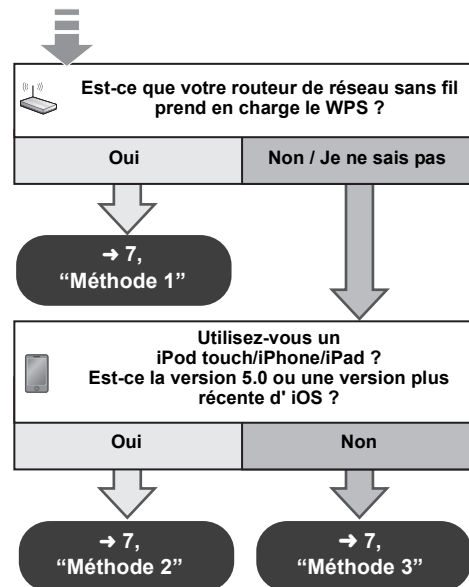 Est-ce que votre routeur de réseau sans fil
prend en charge le WPS ?
Oui
Non / Je ne sais pas
➜ 7,
“Méthode 1”
Utilisez-vous un
iPod touch/iPhone/iPad ?
Est-ce la version 5.0 ou une version plus
récente d' iOS ?
Oui
Non
➜ 7,
“Méthode 2”
➜ 7,
“Méthode 3”